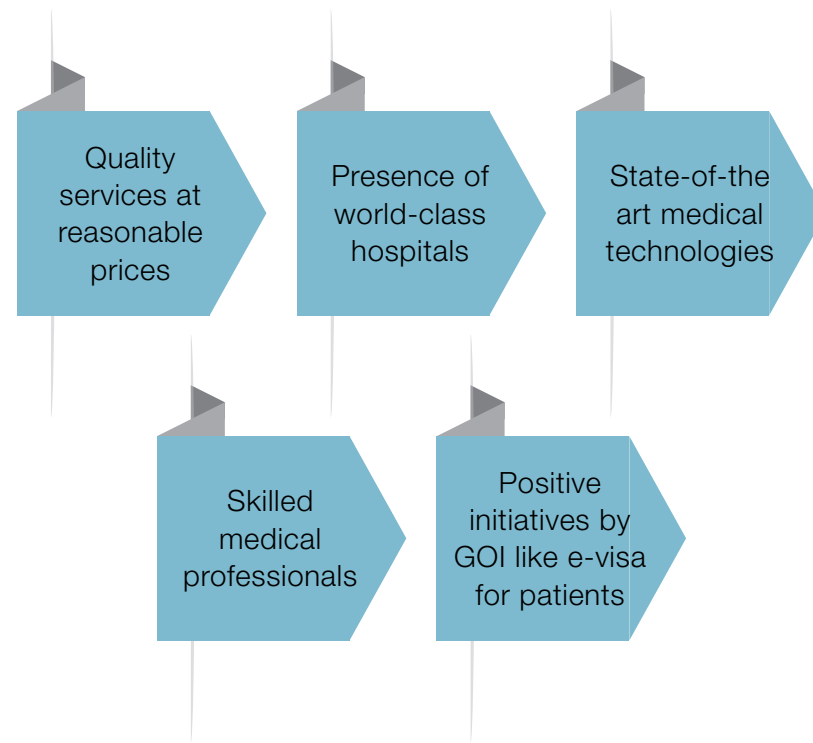 Quality
services at
reasonable
prices
Presence of
world-class
hospitals
State-of-the
art medical
technologies
Skilled
medical
professionals
Positive
initiatives by
GOI like e-visa
for patients